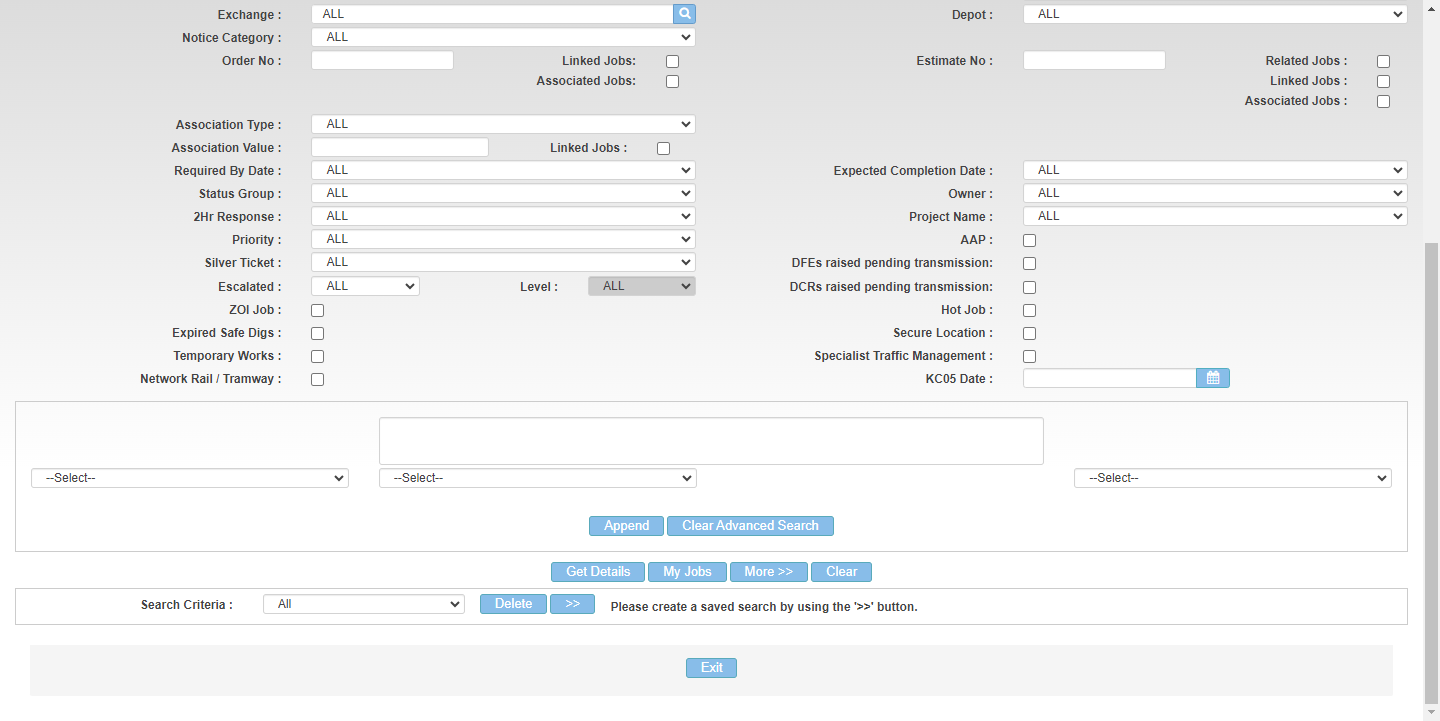 Exchange : ALL Depot : ALL
Notice Category : ALL
Order No : Linked Jobs: Estimate No : Related Jobs :
Associated Jobs: Linked Jobs :
Associated Jobs :
Association Type : ALL
Association Value : Linked Jobs :
Required By Date : ALL Expected Completion Date : ALL
Status Group : ALL Owner : ALL
2Hr Response : ALL Project Name : ALL
Priority : ALL AAP :
Silver Ticket : ALL DFEs raised pending transmission:
Escalated : ALL Level : ALL DCRs raised pending transmission:
ZOI Job : Hot Job :
Expired Safe Digs : Secure Location :
Temporary Works : Specialist Traffic Management :
Network Rail / Tramway : KC05 Date :
--Select-- --Select-- --Select--
Append Clear Advanced Search
Get Details My Jobs More >> Clear
Search Criteria : All Delete >> Please create a saved search by using the '>>' button.
Exit